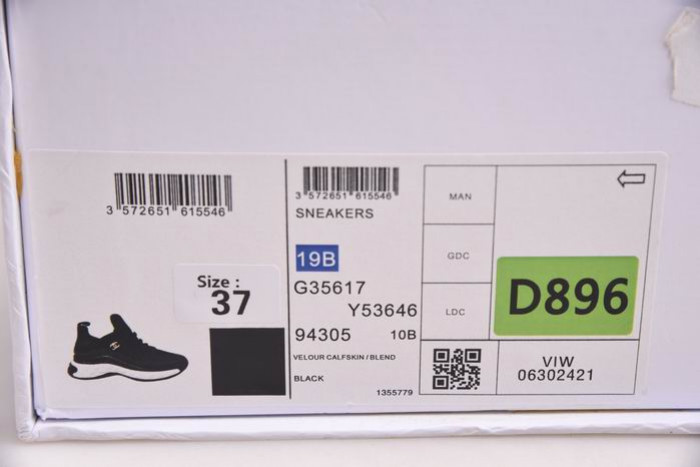 3 572651 615546
Size :
37
3 572651 615546
SNEAKERS
19B
G35617
Y53646
94305 10B
VELOUR CALFSKIN / BLEND
BLACK
1355779
MAN
GDC
LDC
D896
VIW
06302421